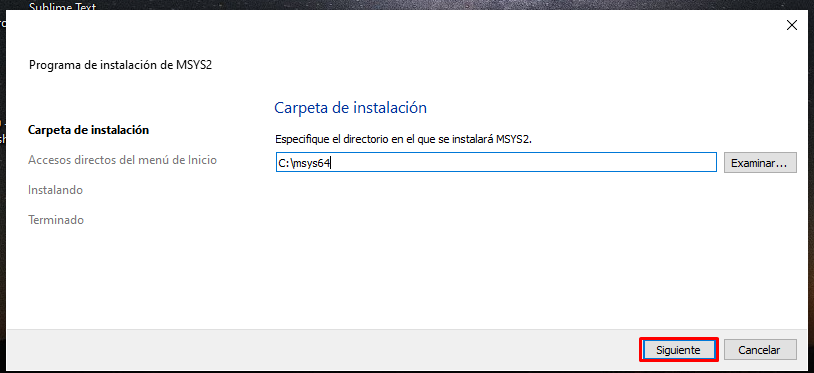 Sublime Text
Programa de instalación de MSYS2
Carpeta de instalación
Accesos directos del menú de Inicio
Instalando
Terminado
Carpeta de instalación
Especifique el directorio en el que se instalará MSYS2.
C:\msys64
Examinar...
Siguiente
Cancelar